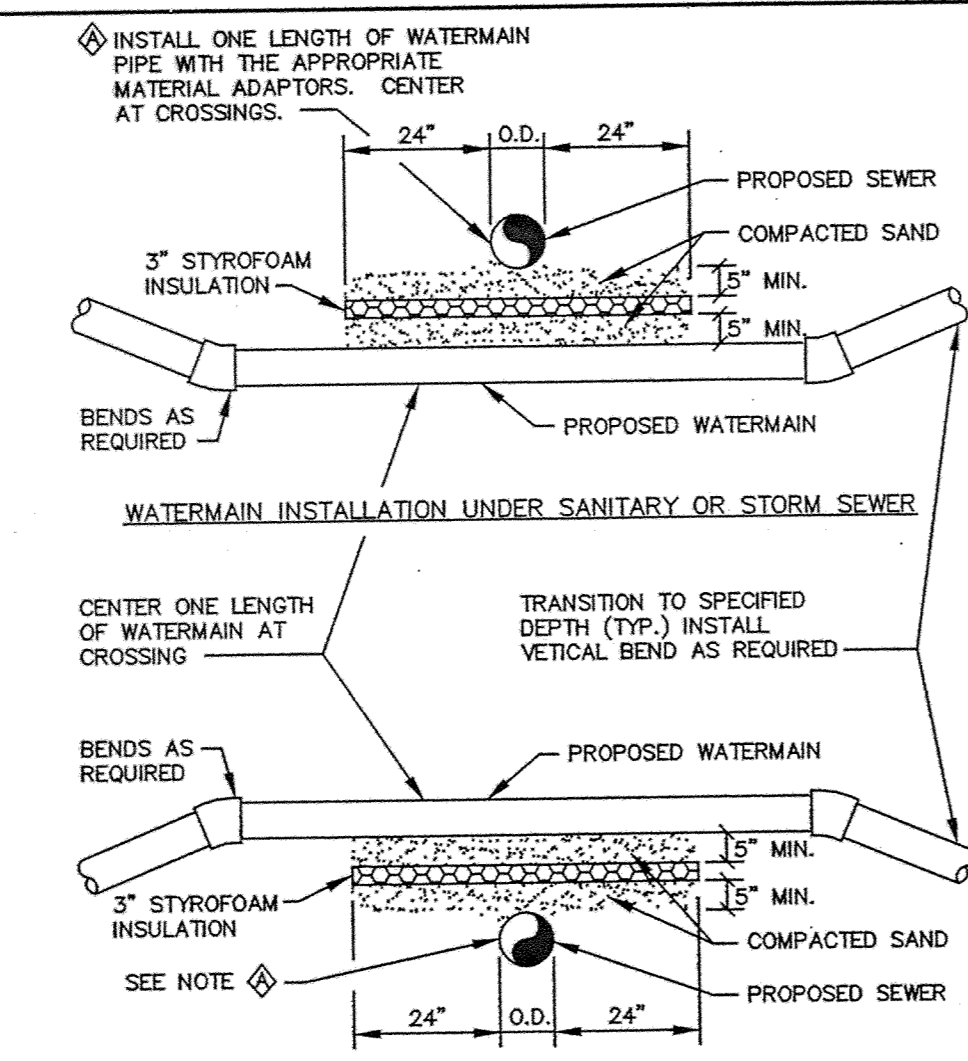 A INSTALL ONE LENGTH OF WATERMAIN
PIPE WITH THE APPROPRIATE
MATERIAL ADAPTORS. CENTER
AT CROSSINGS.
24" O.D. 24"
PROPOSED SEWER
COMPACTED SAND
3" STYROFOAM
INSULATION
5" MIN.
5" MIN.
BENDS AS
REQUIRED
PROPOSED WATERMAIN
WATERMAIN INSTALLATION UNDER SANITARY OR STORM SEWER
CENTER ONE LENGTH
OF WATERMAIN AT
CROSSING
TRANSITION TO SPECIFIED
DEPTH (TYP.) INSTALL
VETICAL BEND AS REQUIRED
BENDS AS
REQUIRED
PROPOSED WATERMAIN
5" MIN.
5" MIN.
3" STYROFOAM
INSULATION
COMPACTED SAND
SEE NOTE A
PROPOSED SEWER
24" O.D. 24"